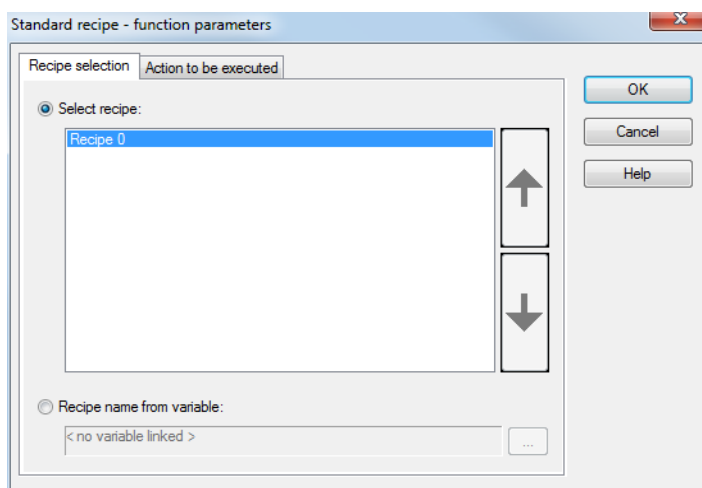 Standard recipe - function parameters
x
Recipe selection
Action to be executed
OK
Select recipe:
Recipe 0
Cancel
Help
Recipe name from variable:
< no variable linked >
...